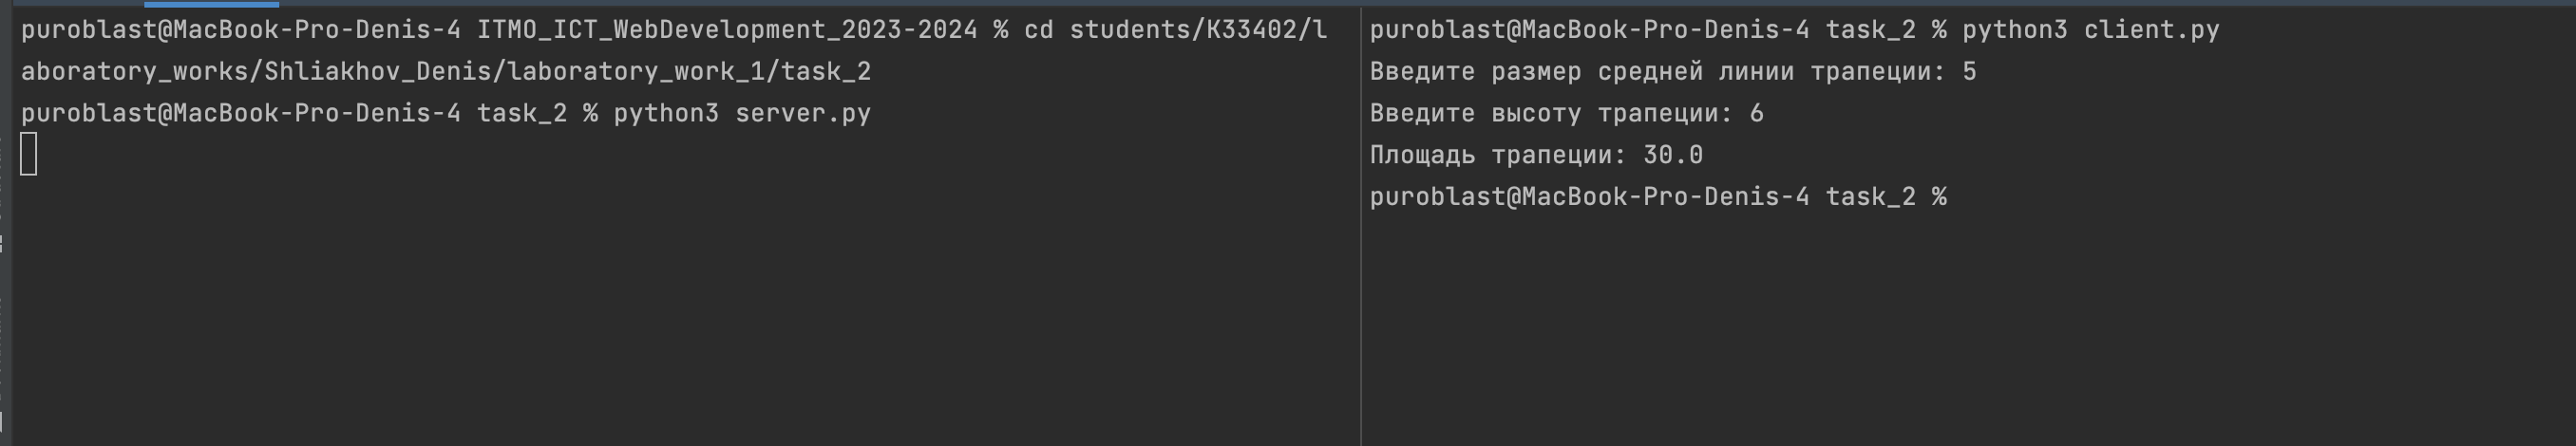 puroblast@MacBook-Pro-Denis-4 ITMO_ICT_WebDevelopment_2023-2024 % cd students/K33402/l
aboratory_works/Shliakhov_Denis/laboratory_work_1/task_2
puroblast@MacBook-Pro-Denis-4 task_2 % python3 server.py
puroblast@MacBook-Pro-Denis-4 task_2 % python3 client.py
Введите размер средней линии трапеции: 5
Введите высоту трапеции: 6
Площадь трапеции: 30.0
puroblast@MacBook-Pro-Denis-4 task_2 %